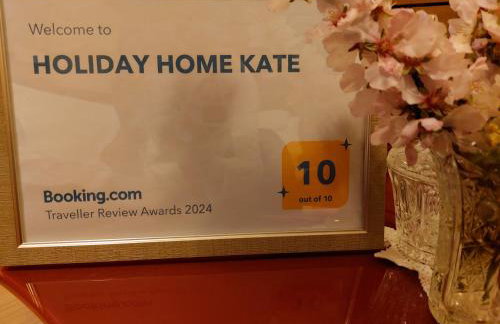 Welcome to
HOLIDAY HOME KATE
Booking.com
Traveller Review Awards 2024
10
out of 10